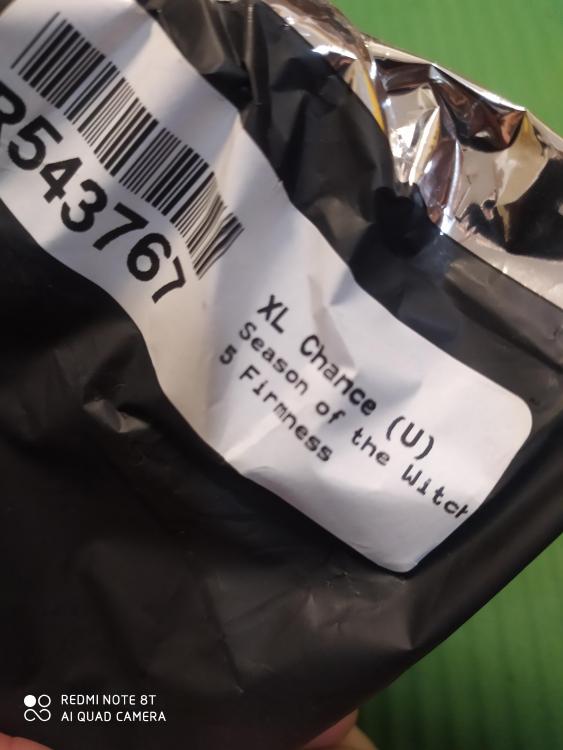 R543767
XL Chance (U)
Season of the Witch
5 Firmness
REDMI NOTE 8T
AI QUAD CAMERA